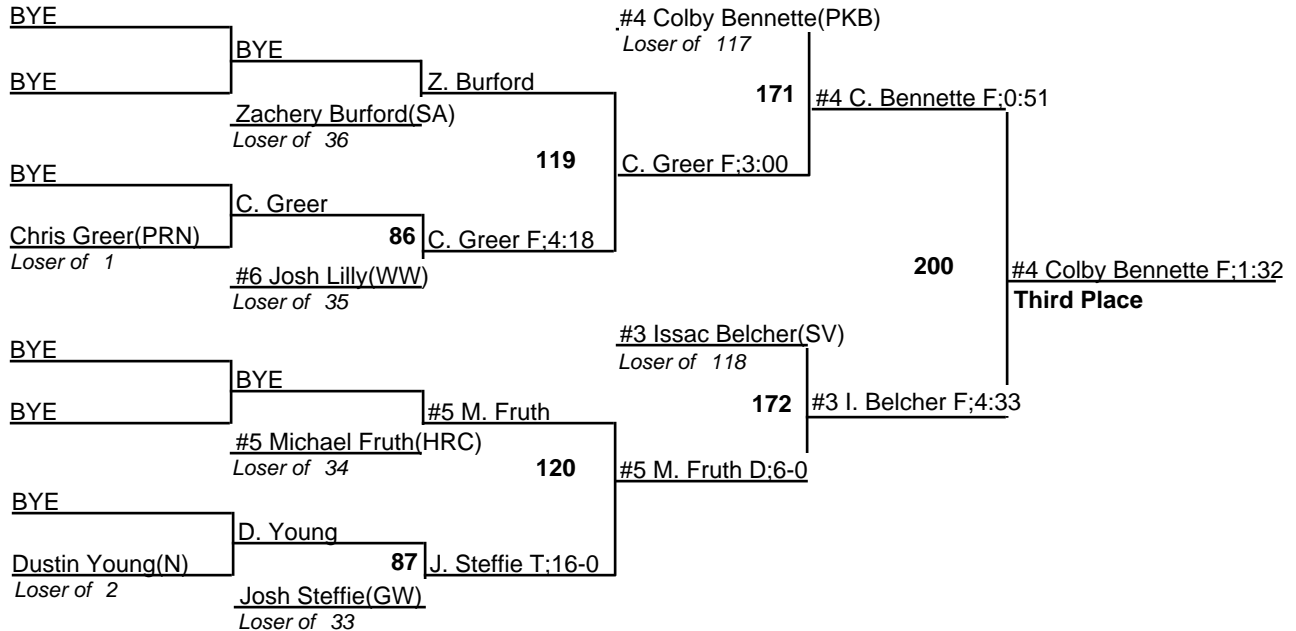 BYE
#4 Colby Bennette(PKB)
Loser of 117
BYE
BYE
Z. Burford
171
#4 C. Bennette F;0:51
Zachery Burford(SA)
Loser of 36
119
C. Greer F;3:00
BYE
C. Greer
Chris Greer(PRN)
Loser of 1
86
C. Greer F;4:18
#6 Josh Lilly(WW)
Loser of 35
200
#4 Colby Bennette F;1:32
Third Place
#3 Issac Belcher(SV)
Loser of 118
BYE
BYE
BYE
#5 M. Fruth
172
#3 I. Belcher F;4:33
#5 Michael Fruth(HRC)
Loser of 34
120
#5 M. Fruth D;6-0
BYE
D. Young
Dustin Young(N)
Loser of 2
87
J. Steffie T;16-0
Josh Steffie(GW)
Loser of 33